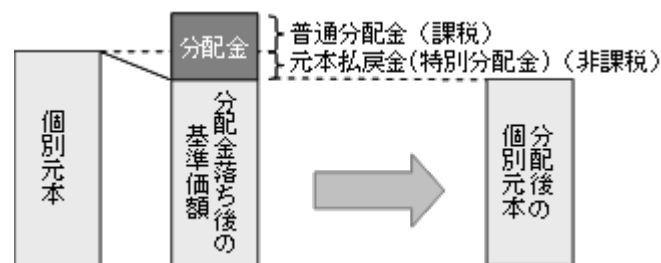 分配金
普通分配金（課税）
元本払戻金(特別分配金)（非課税）
個別元本
分配金落ち後の
基準価額
分配後の
個別元本